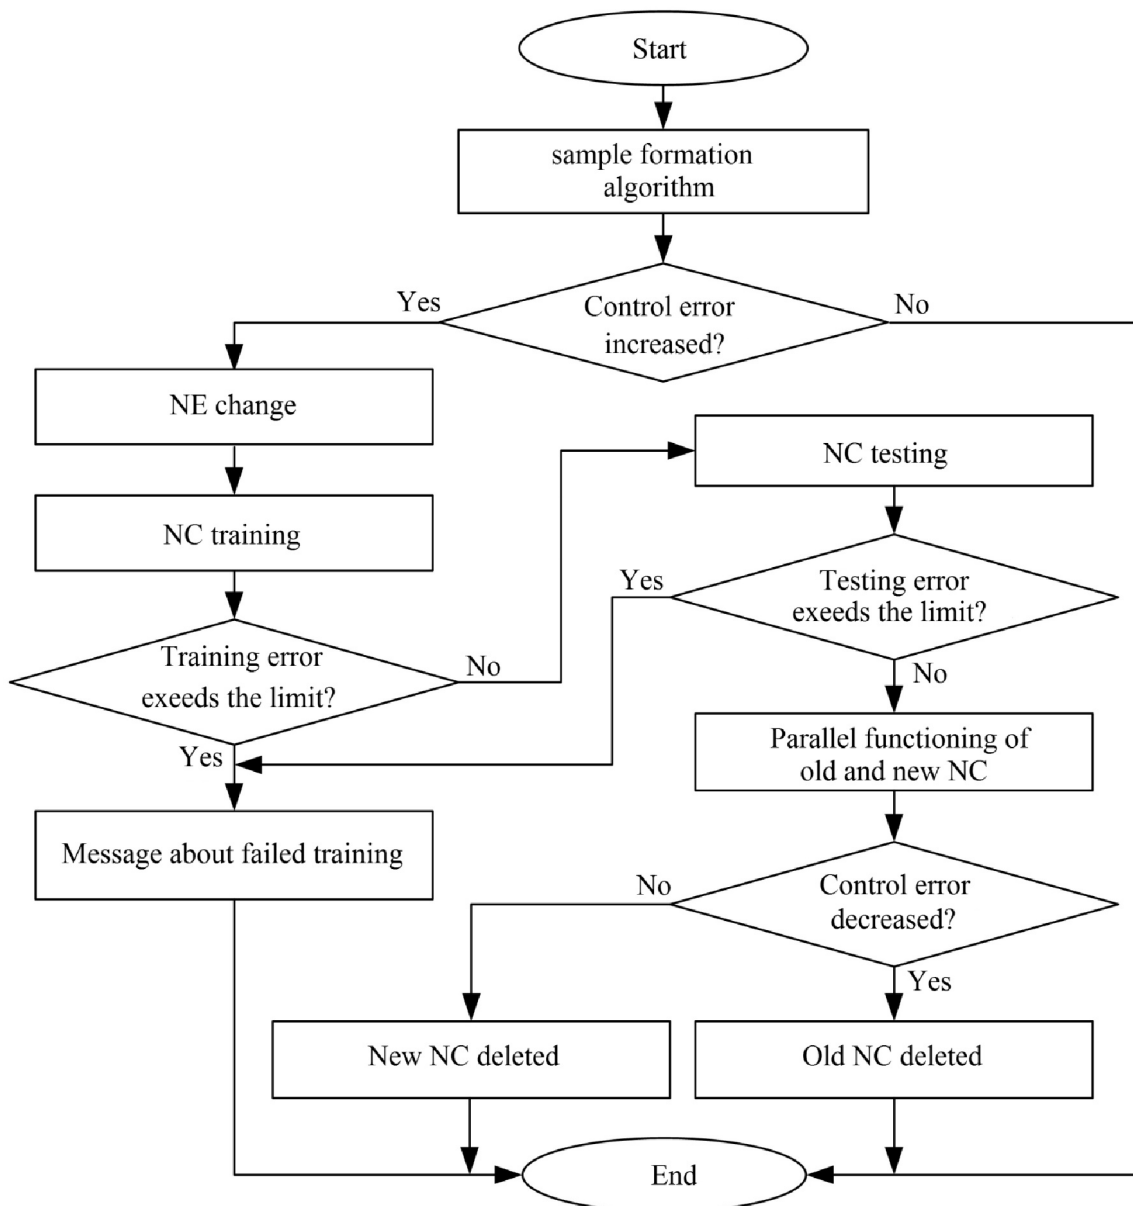 Start
sample formation
algorithm
Yes
Control error
increased?
No
NE change
NC testing
NC training
Yes
Testing error
exeeds the limit?
Training error
exeeds the limit?
No
No
Yes
Parallel functioning of
old and new NC
Message about failed training
No
Control error
decreased?
Yes
New NC deleted
Old NC deleted
End